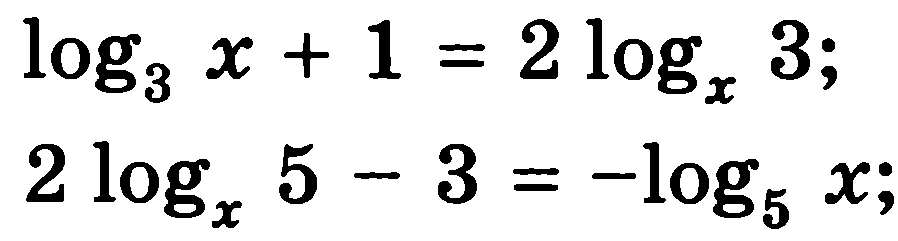 log₃ x + 1 = 2 logₓ 3;
2 logₓ 5 − 3 = −log₅ x;